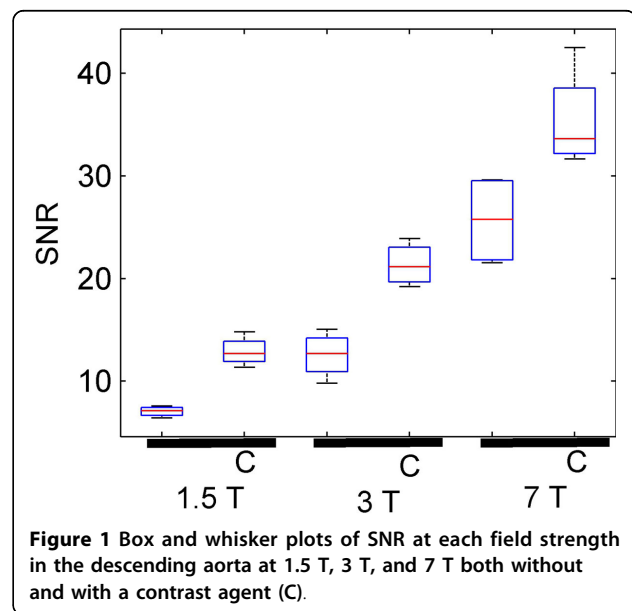 40
30
20
10
SNR
C
C
C
1.5 T
3 T
7 T
Figure 1 Box and whisker plots of SNR at each field strength
in the descending aorta at 1.5 T, 3 T, and 7 T both without
and with a contrast agent (C).